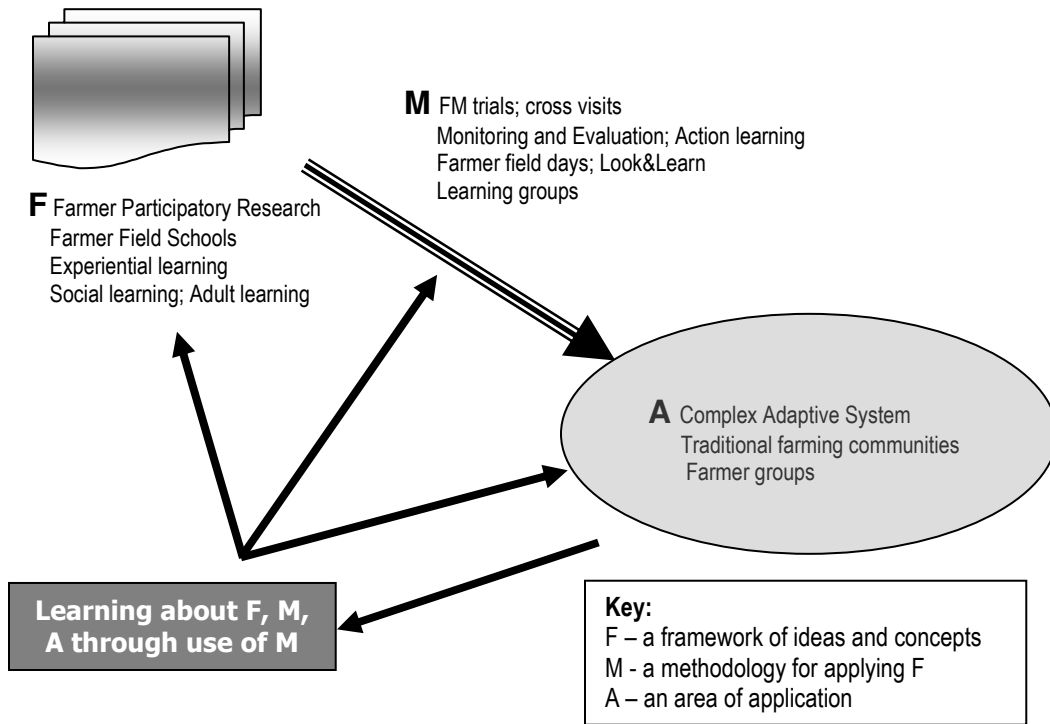 M FM trials; cross visits
Monitoring and Evaluation; Action learning
Farmer field days; Look&Learn
Learning groups
F Farmer Participatory Research
Farmer Field Schools
Experiential learning
Social learning; Adult learning
A Complex Adaptive System
Traditional farming communities
Farmer groups
Learning about F, M,
A through use of M
Key:
F – a framework of ideas and concepts
M - a methodology for applying F
A – an area of application